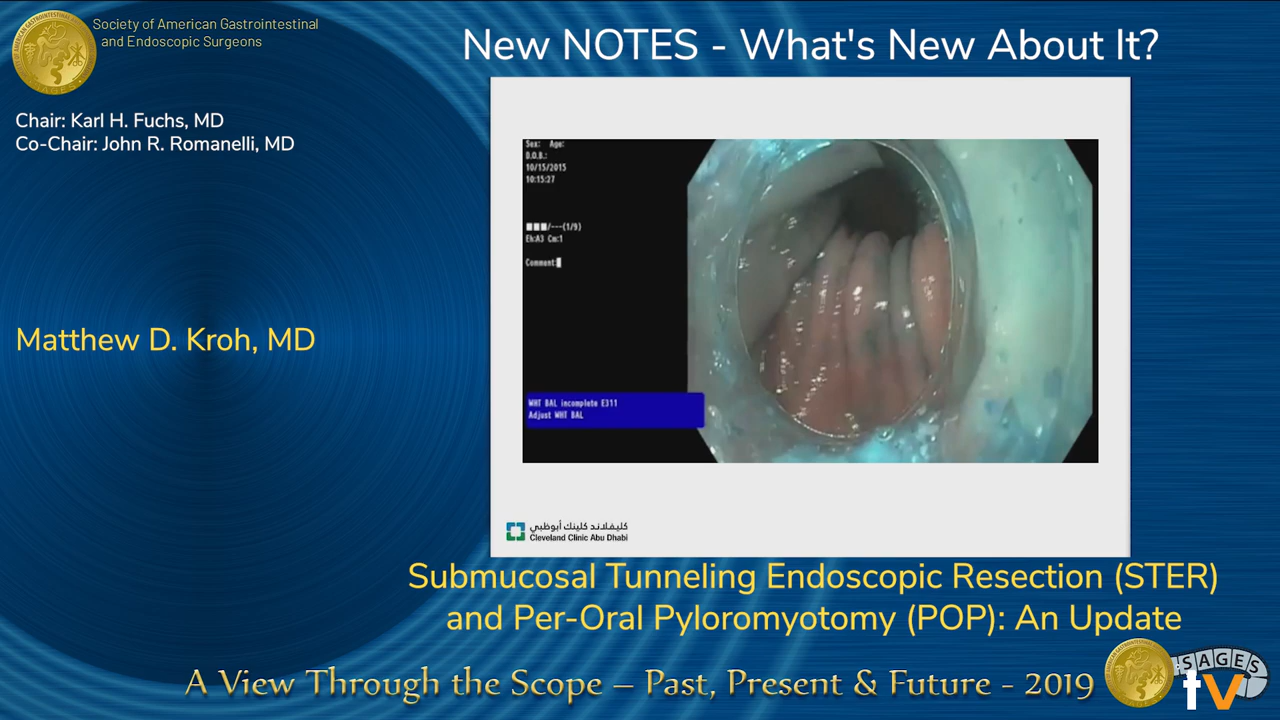 Society of American Gastrointestinal
and Endoscopic Surgeons
New NOTES - What's New About It?
Chair: Karl H. Fuchs, MD
Co-Chair: John R. Romanelli, MD
Matthew D. Kroh, MD
Sex: Age:
D.O.B.:
10/15/2015
10:15:27
■■■/---(1/9)
Eh:A3 Cm:1
Comment:
WHT BAL incomplete E311
Adjust WHT BAL
كليفلاند كلينك أبوظبي
Cleveland Clinic Abu Dhabi
Submucosal Tunneling Endoscopic Resection (STER)
and Per-Oral Pyloromyotomy (POP): An Update
A View Through the Scope – Past, Present & Future - 2019
SAGES
tv